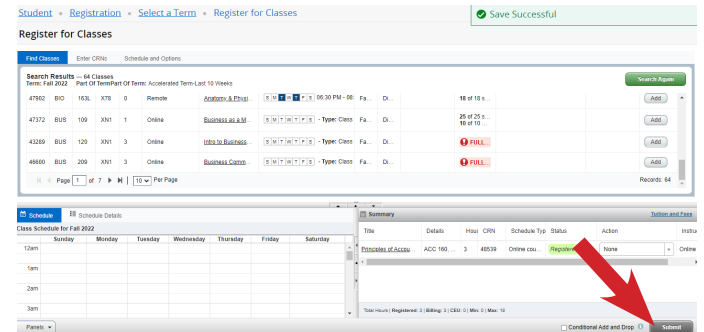 Student • Registration • Select a Term • Register for Classes
Save Successful
Register for Classes
Find Classes Enter CRNs Schedule and Options
Search Results — 64 Classes
Term: Fall 2022 Part Of TermPart Of Term: Accelerated Term-Last 10 Weeks
Search Again
47902 BIO 163L X78 0 Remote Anatomy & Physi... S M T W T F S 06:30 PM - 08: Fa... Di... 18 of 18 s... Add
47372 BUS 109 XN1 1 Online Business as a M... S M T W T F S - Type: Class Fa... Di... 25 of 25 s... Add
10 of 10 ...
43289 BUS 120 XN1 3 Online Intro to Business... S M T W T F S - Type: Class Fa... Di... FULL... Add
46600 BUS 209 XN1 3 Online Business Comm... S M T W T F S - Type: Class Fa... Di... FULL... Add
Page 1 of 7 10 Per Page Records: 64
Schedule Schedule Details
Class Schedule for Fall 2022
Sunday Monday Tuesday Wednesday Thursday Friday Saturday
12am
1am
2am
3am
Summary Tuition and Fees
Title Details Houi CRN Schedule Typ Status Action Instruc
Principles of Accou... ACC 160, ... 3 48539 Online cou... Registere None Online
Total Hours | Registered: 3 | Billing: 3 | CEU: 0 | Min: 0 | Max: 18
Panels
Conditional Add and Drop Submit